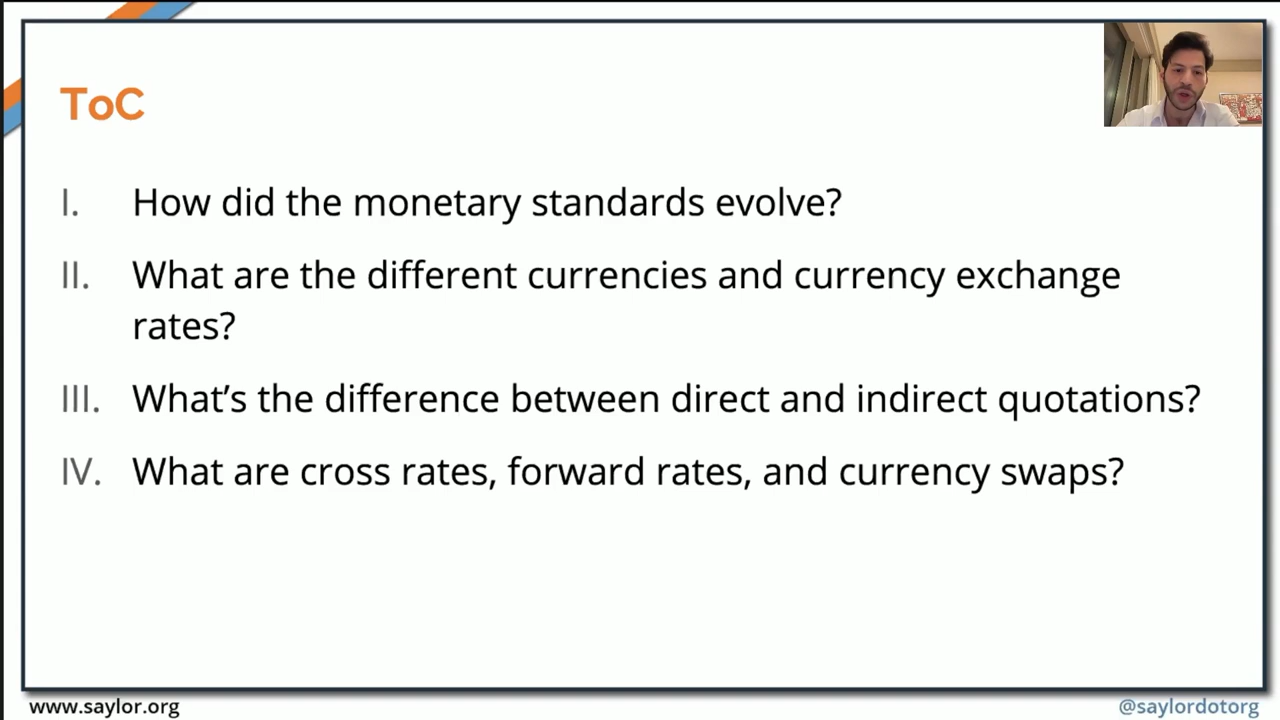 ToC
I. How did the monetary standards evolve?
II. What are the different currencies and currency exchange
rates?
III. What's the difference between direct and indirect quotations?
IV. What are cross rates, forward rates, and currency swaps?
www.saylor.org
@saylordotorg